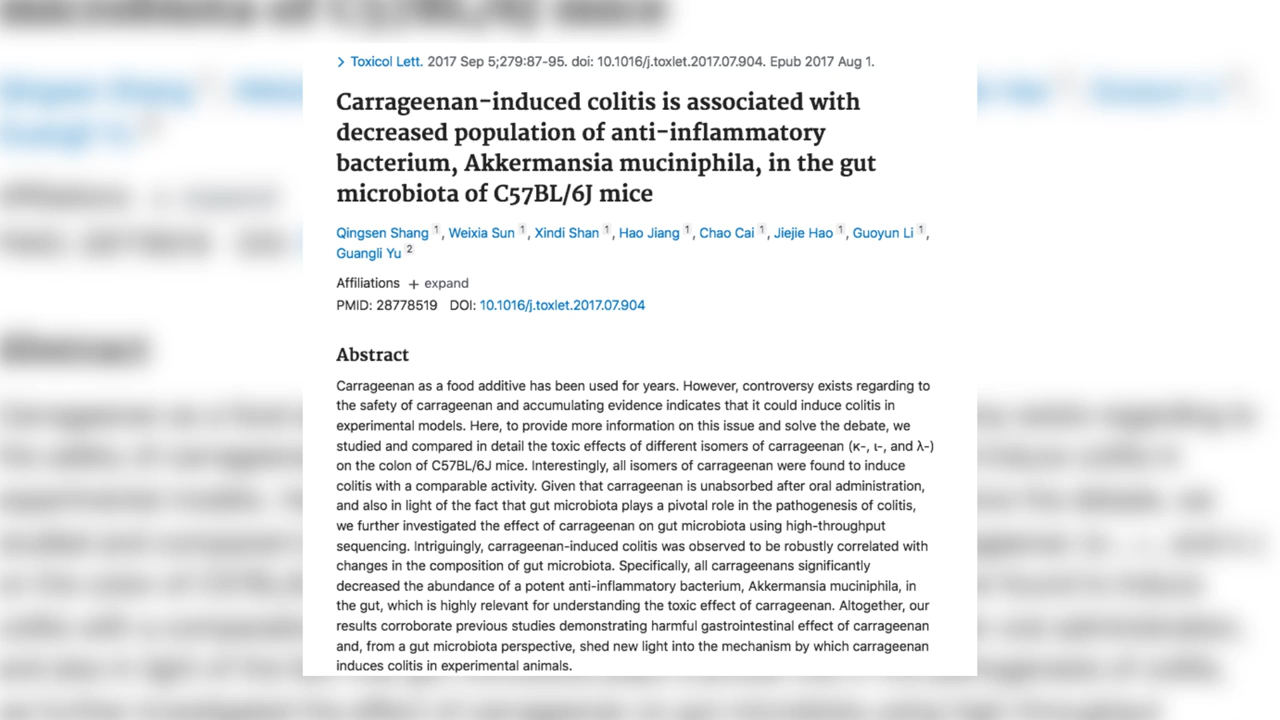 microbiota of C57BL/6J mice
> Toxicol Lett. 2017 Sep 5;279:87-95. doi: 10.1016/j.toxlet.2017.07.904. Epub 2017 Aug 1.
Carrageenan-induced colitis is associated with
decreased population of anti-inflammatory
bacterium, Akkermansia muciniphila, in the gut
microbiota of C57BL/6J mice
Qingsen Shang 1, Weixia Sun 1, Xindi Shan 1, Hao Jiang 1, Chao Cai 1, Jiejie Hao 1, Guoyun Li 1,
Guangli Yu 2
Affiliations + expand
PMID: 28778519 DOI: 10.1016/j.toxlet.2017.07.904
Abstract
Carrageenan as a food additive has been used for years. However, controversy exists regarding to
the safety of carrageenan and accumulating evidence indicates that it could induce colitis in
experimental models. Here, to provide more information on this issue and solve the debate, we
studied and compared in detail the toxic effects of different isomers of carrageenan (κ-, ι-, and λ-)
on the colon of C57BL/6J mice. Interestingly, all isomers of carrageenan were found to induce
colitis with a comparable activity. Given that carrageenan is unabsorbed after oral administration,
and also in light of the fact that gut microbiota plays a pivotal role in the pathogenesis of colitis,
we further investigated the effect of carrageenan on gut microbiota using high-throughput
sequencing. Intriguingly, carrageenan-induced colitis was observed to be robustly correlated with
changes in the composition of gut microbiota. Specifically, all carrageenans significantly
decreased the abundance of a potent anti-inflammatory bacterium, Akkermansia muciniphila, in
the gut, which is highly relevant for understanding the toxic effect of carrageenan. Altogether, our
results corroborate previous studies demonstrating harmful gastrointestinal effect of carrageenan
and, from a gut microbiota perspective, shed new light into the mechanism by which carrageenan
induces colitis in experimental animals.